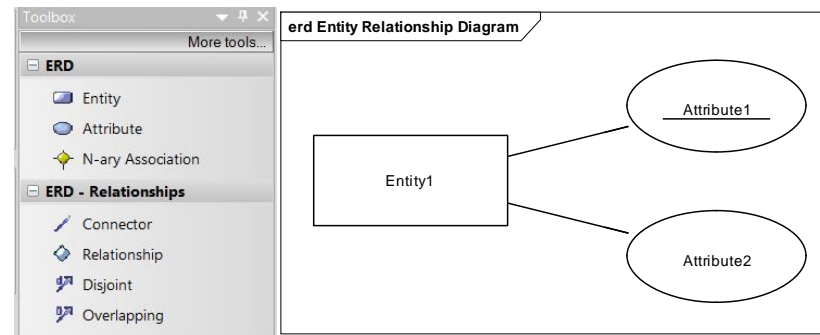 Toolbox
More tools...
ERD
Entity
Attribute
N-ary Association
ERD - Relationships
Connector
Relationship
Disjoint
Overlapping
erd Entity Relationship Diagram
Entity1
Attribute1
Attribute2